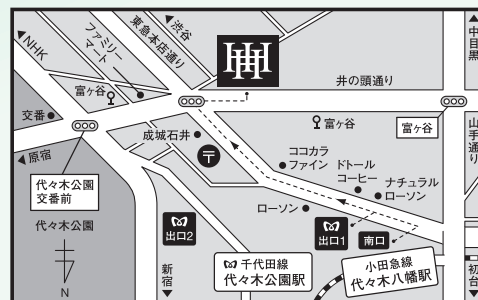 ◀NHK
ファミリー
マート
東急本店通り
▲渋谷
HH
井の頭通り
▲中目黒
富ヶ谷
交番
成城石井
〒
富ヶ谷
富ヶ谷
山手通り
◀原宿
代々木公園
交番前
ココカラ
ファイン
ドトール
コーヒー
ナチュラル
ローソン
ローソン
代々木公園
出口2
出口1
南口
千代田線
代々木公園駅
小田急線
代々木八幡駅
新宿▼
初台▼
N